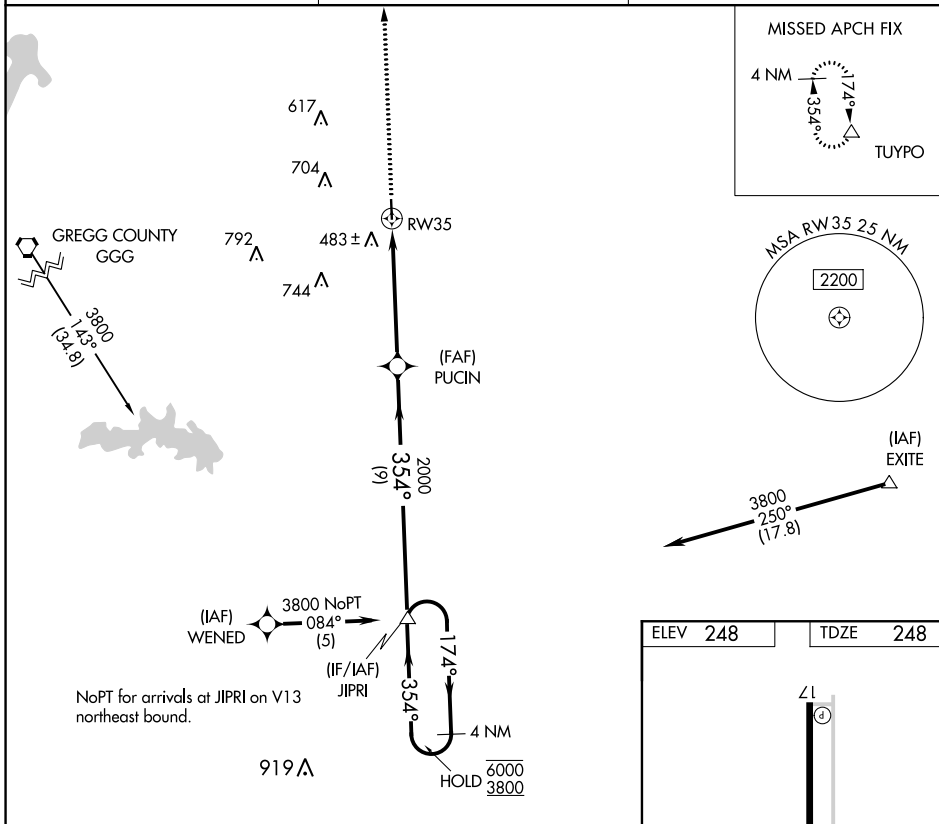 MISSED APCH FIX
4 NM
174°
354°
TUYPO
617
704
RW35
GREGG COUNTY
GGG
792
483 ±
744
3800
143°
(34.8)
MSA RW35 25 NM
2200
(FAF)
PUCIN
2000
354°
(9)
(IAF)
EXITE
3800
250°
(17.8)
(IAF)
WENED
3800 NoPT
084°
(5)
(IF/IAF)
JIPRI
174°
354°
4 NM
HOLD
6000
3800
NoPT for arrivals at JIPRI on V13
northeast bound.
919
ELEV 248
TDZE 248
17
P